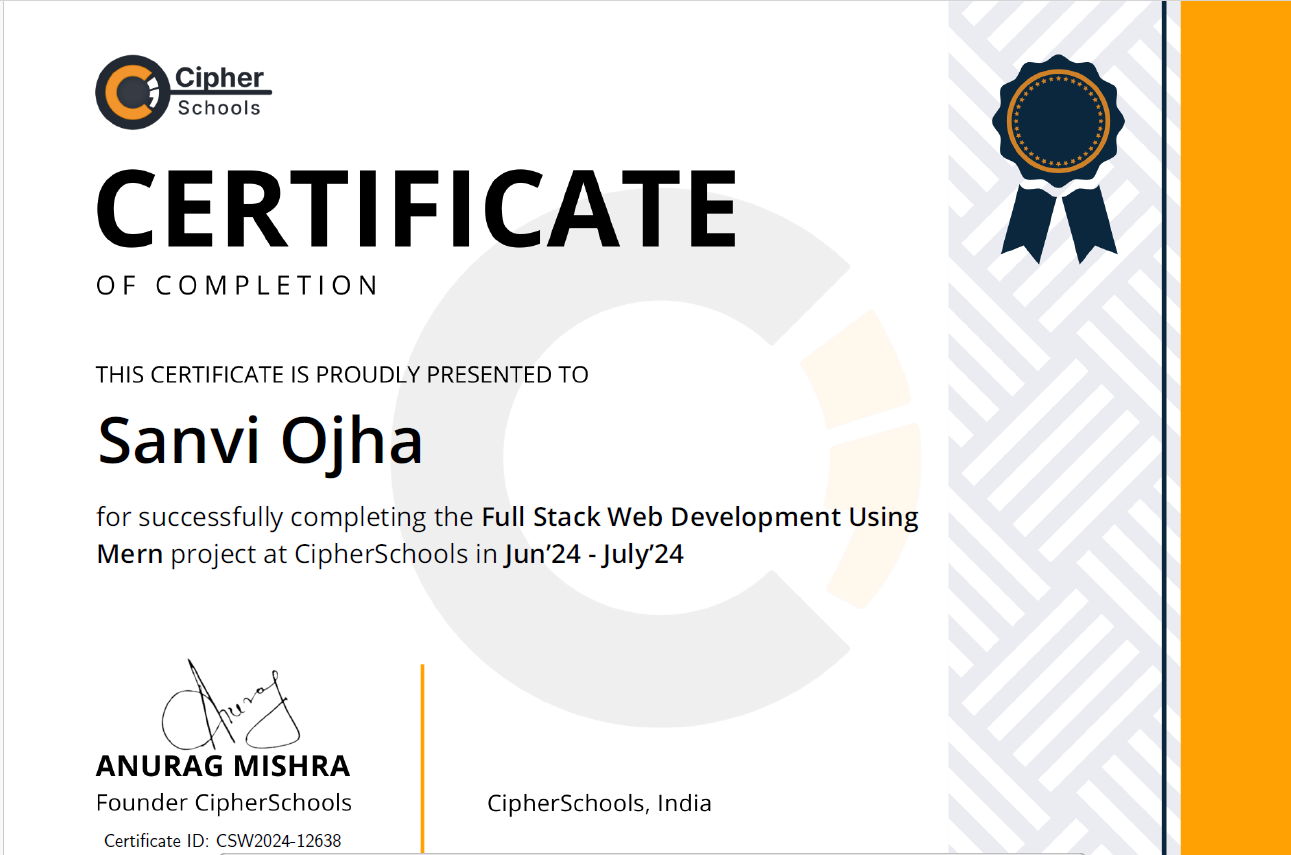 Cipher
Schools
CERTIFICATE
OF COMPLETION
THIS CERTIFICATE IS PROUDLY PRESENTED TO
Sanvi Ojha
for successfully completing the Full Stack Web Development Using
Mern project at CipherSchools in Jun’24 - July’24
Anurag
ANURAG MISHRA
Founder CipherSchools
CipherSchools, India
Certificate ID: CSW2024-12638